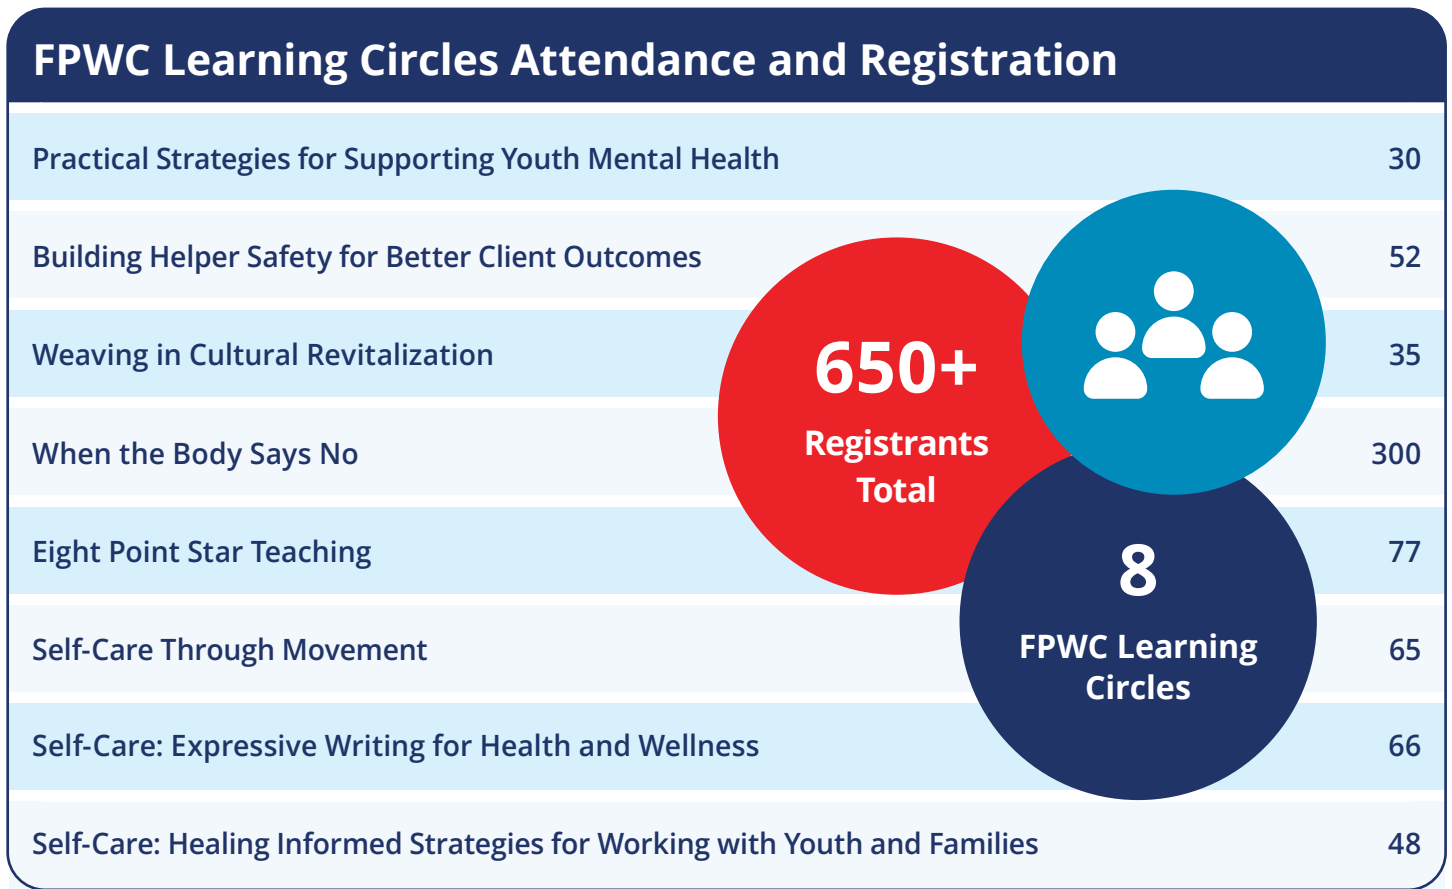 FPWC Learning Circles Attendance and Registration
Practical Strategies for Supporting Youth Mental Health 30
Building Helper Safety for Better Client Outcomes 52
Weaving in Cultural Revitalization 35
When the Body Says No 300
Eight Point Star Teaching 77
Self-Care Through Movement 65
Self-Care: Expressive Writing for Health and Wellness 66
Self-Care: Healing Informed Strategies for Working with Youth and Families 48
650+
Registrants
Total
8
FPWC Learning
Circles